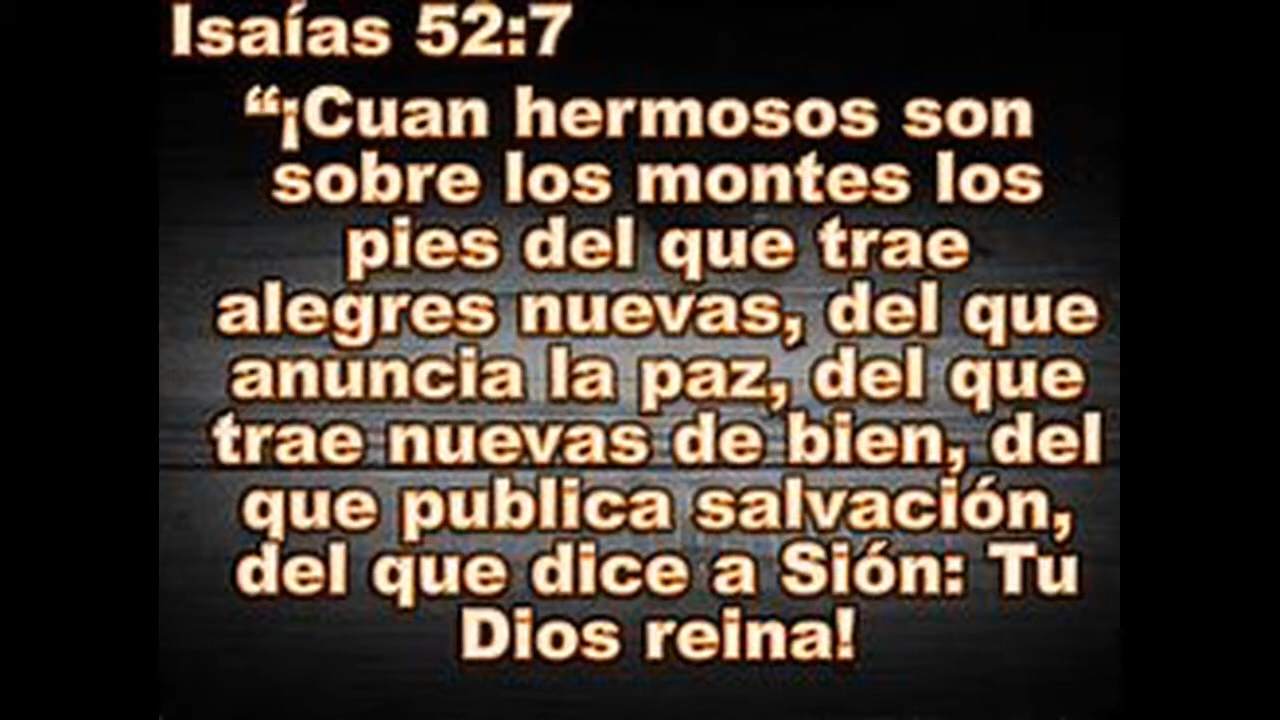 Isaías 52:7
“¡Cuan hermosos son
sobre los montes los
pies del que trae
alegres nuevas, del que
anuncia la paz, del que
trae nuevas de bien, del
que publica salvación,
del que dice a Sión: Tu
Dios reina!